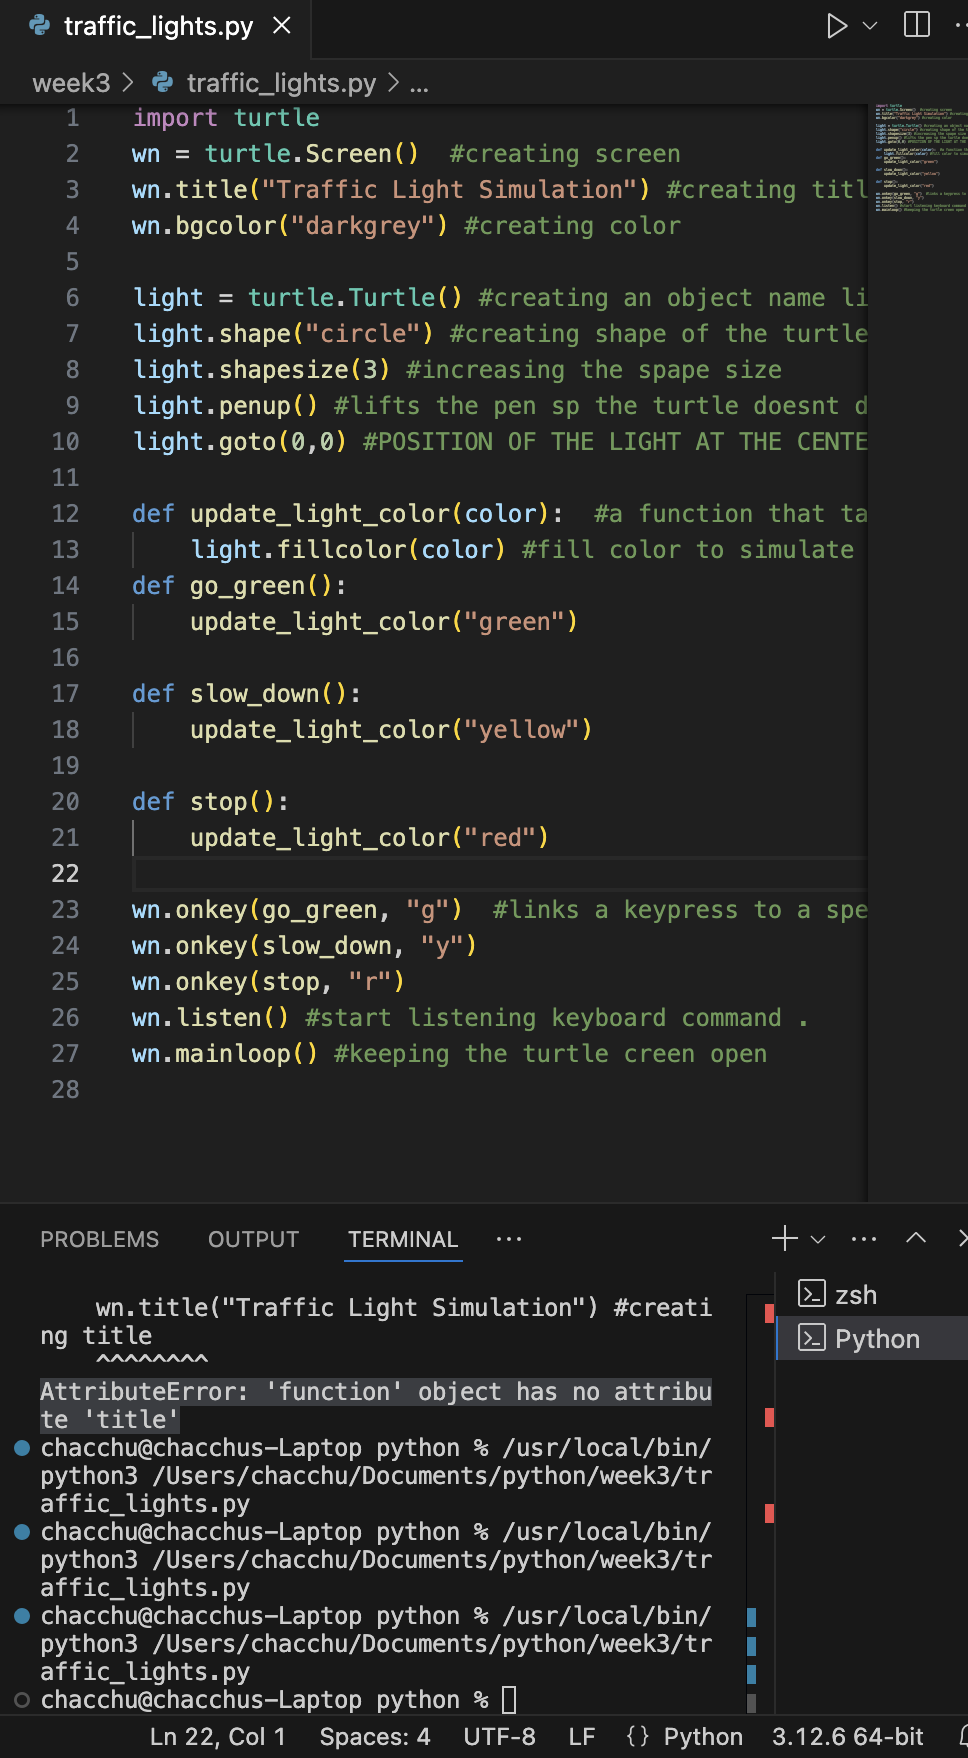 traffic_lights.py
week3 > traffic_lights.py > ...
1 import turtle
2 wn = turtle.Screen()  #creating screen
3 wn.title("Traffic Light Simulation") #creating titl
4 wn.bgcolor("darkgrey") #creating color
5
6 light = turtle.Turtle() #creating an object name li
7 light.shape("circle") #creating shape of the turtle
8 light.shapesize(3) #increasing the spape size
9 light.penup() #lifts the pen sp the turtle doesnt d
10 light.goto(0,0) #POSITION OF THE LIGHT AT THE CENTE
11
12 def update_light_color(color):  #a function that ta
13     light.fillcolor(color) #fill color to simulate
14 def go_green():
15     update_light_color("green")
16
17 def slow_down():
18     update_light_color("yellow")
19
20 def stop():
21     update_light_color("red")
22
23 wn.onkey(go_green, "g")  #links a keypress to a spe
24 wn.onkey(slow_down, "y")
25 wn.onkey(stop, "r")
26 wn.listen() #start listening keyboard command .
27 wn.mainloop() #keeping the turtle creen open
28
PROBLEMS OUTPUT TERMINAL ...
wn.title("Traffic Light Simulation") #creati
ng title
^^^^^^^^
AttributeError: 'function' object has no attribu
te 'title'
chacchu@chacchus-Laptop python % /usr/local/bin/
python3 /Users/chacchu/Documents/python/week3/tr
affic_lights.py
chacchu@chacchus-Laptop python % /usr/local/bin/
python3 /Users/chacchu/Documents/python/week3/tr
affic_lights.py
chacchu@chacchus-Laptop python % /usr/local/bin/
python3 /Users/chacchu/Documents/python/week3/tr
affic_lights.py
chacchu@chacchus-Laptop python %
zsh
Python
Ln 22, Col 1 Spaces: 4 UTF-8 LF {} Python 3.12.6 64-bit